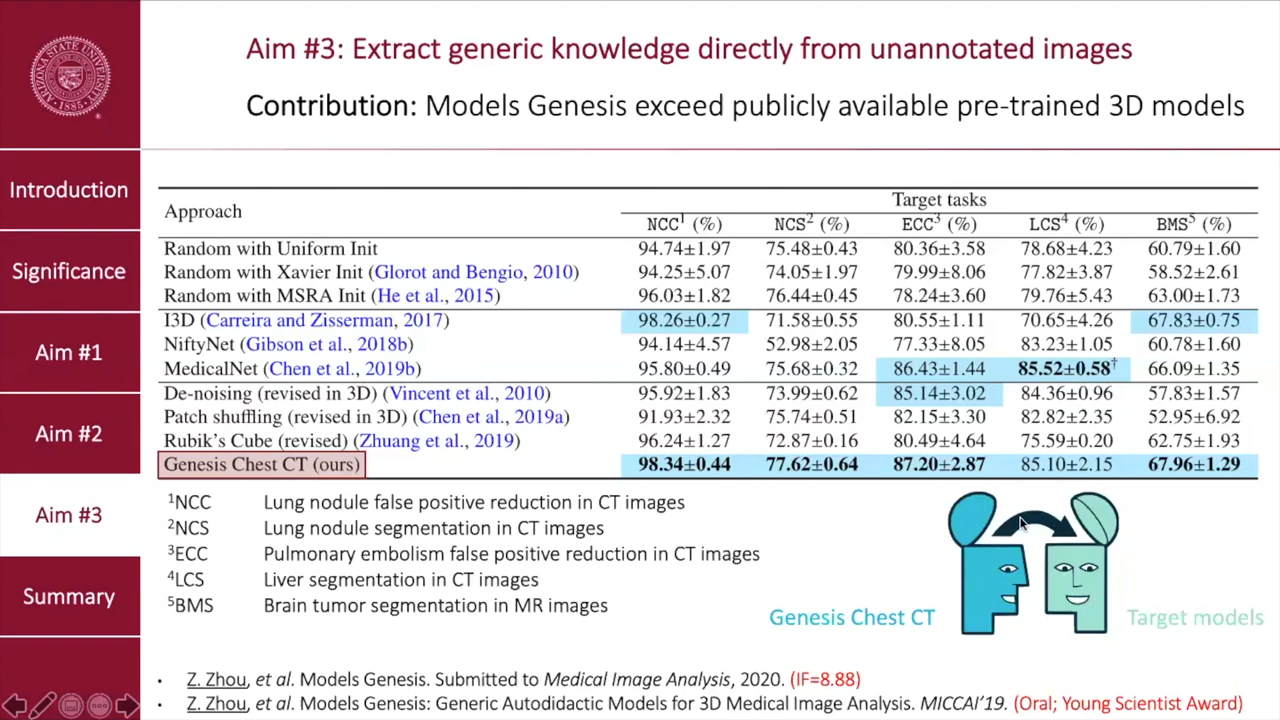 ARIZONA STATE UNIVERSITY
1885
Aim #3: Extract generic knowledge directly from unannotated images
Contribution: Models Genesis exceed publicly available pre-trained 3D models
Introduction
Significance
Aim #1
Aim #2
Aim #3
Summary
Approach Target tasks
NCC¹ (%) NCS² (%) ECC³ (%) LCS⁴ (%) BMS⁵ (%)
Random with Uniform Init 94.74±1.97 75.48±0.43 80.36±3.58 78.68±4.23 60.79±1.60
Random with Xavier Init (Glorot and Bengio, 2010) 94.25±5.07 74.05±1.97 79.99±8.06 77.82±3.87 58.52±2.61
Random with MSRA Init (He et al., 2015) 96.03±1.82 76.44±0.45 78.24±3.60 79.76±5.43 63.00±1.73
I3D (Carreira and Zisserman, 2017) 98.26±0.27 71.58±0.55 80.55±1.11 70.65±4.26 67.83±0.75
NiftyNet (Gibson et al., 2018b) 94.14±4.57 52.98±2.05 77.33±8.05 83.23±1.05 60.78±1.60
MedicalNet (Chen et al., 2019b) 95.80±0.49 75.68±0.32 86.43±1.44 85.52±0.58† 66.09±1.35
De-noising (revised in 3D) (Vincent et al., 2010) 95.92±1.83 73.99±0.62 85.14±3.02 84.36±0.96 57.83±1.57
Patch shuffling (revised in 3D) (Chen et al., 2019a) 91.93±2.32 75.74±0.51 82.15±3.30 82.82±2.35 52.95±6.92
Rubik's Cube (revised) (Zhuang et al., 2019) 96.24±1.27 72.87±0.16 80.49±4.64 75.59±0.20 62.75±1.93
Genesis Chest CT (ours) 98.34±0.44 77.62±0.64 87.20±2.87 85.10±2.15 67.96±1.29
¹NCC Lung nodule false positive reduction in CT images
²NCS Lung nodule segmentation in CT images
³ECC Pulmonary embolism false positive reduction in CT images
⁴LCS Liver segmentation in CT images
⁵BMS Brain tumor segmentation in MR images
Genesis Chest CT
Target models
• Z. Zhou, et al. Models Genesis. Submitted to Medical Image Analysis, 2020. (IF=8.88)
• Z. Zhou, et al. Models Genesis: Generic Autodidactic Models for 3D Medical Image Analysis. MICCAI'19. (Oral; Young Scientist Award)